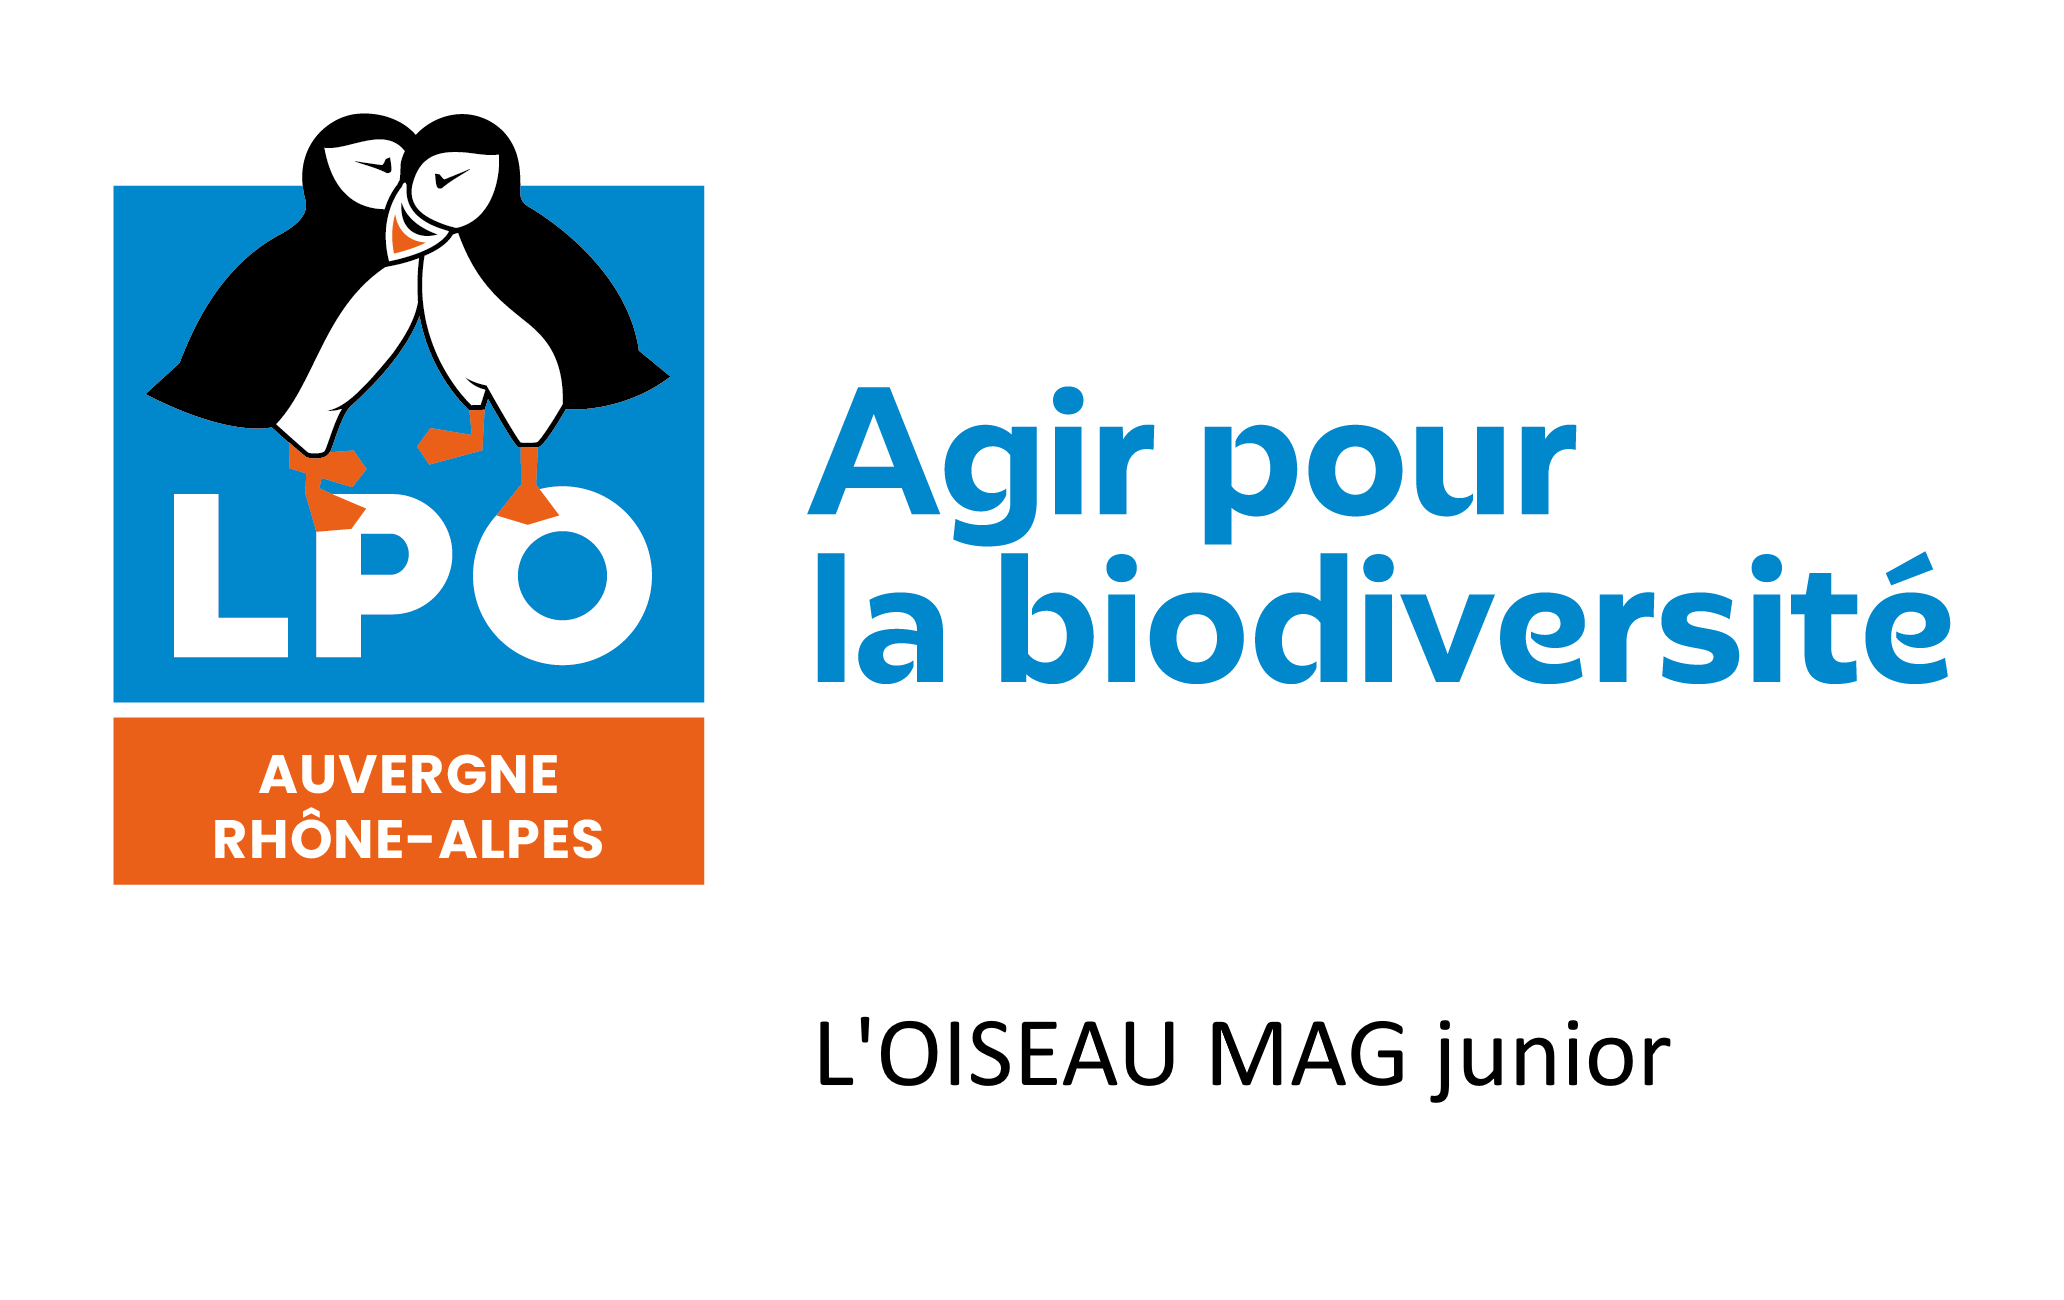 LPO
AUVERGNE
RHÔNE-ALPES
Agir pour
la biodiversité
L'OISEAU MAG junior